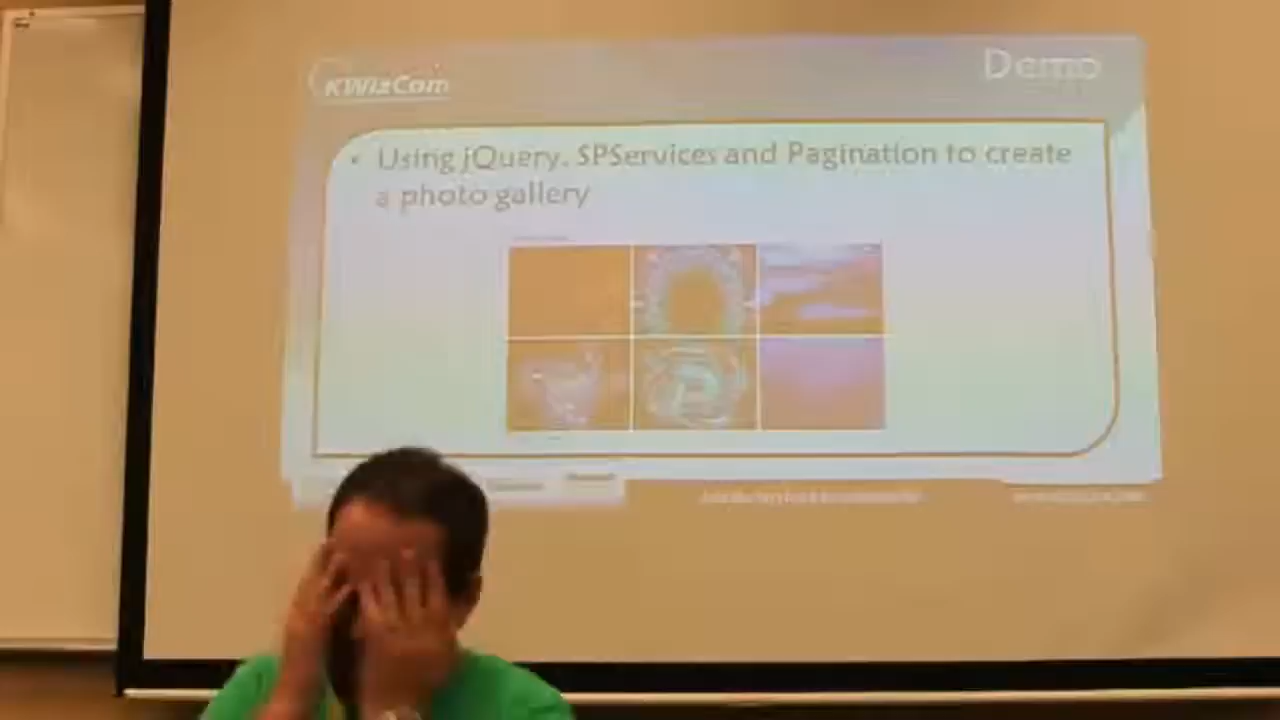 KWizCom
Demo
• Using jQuery, SPServices and Pagination to create
a photo gallery